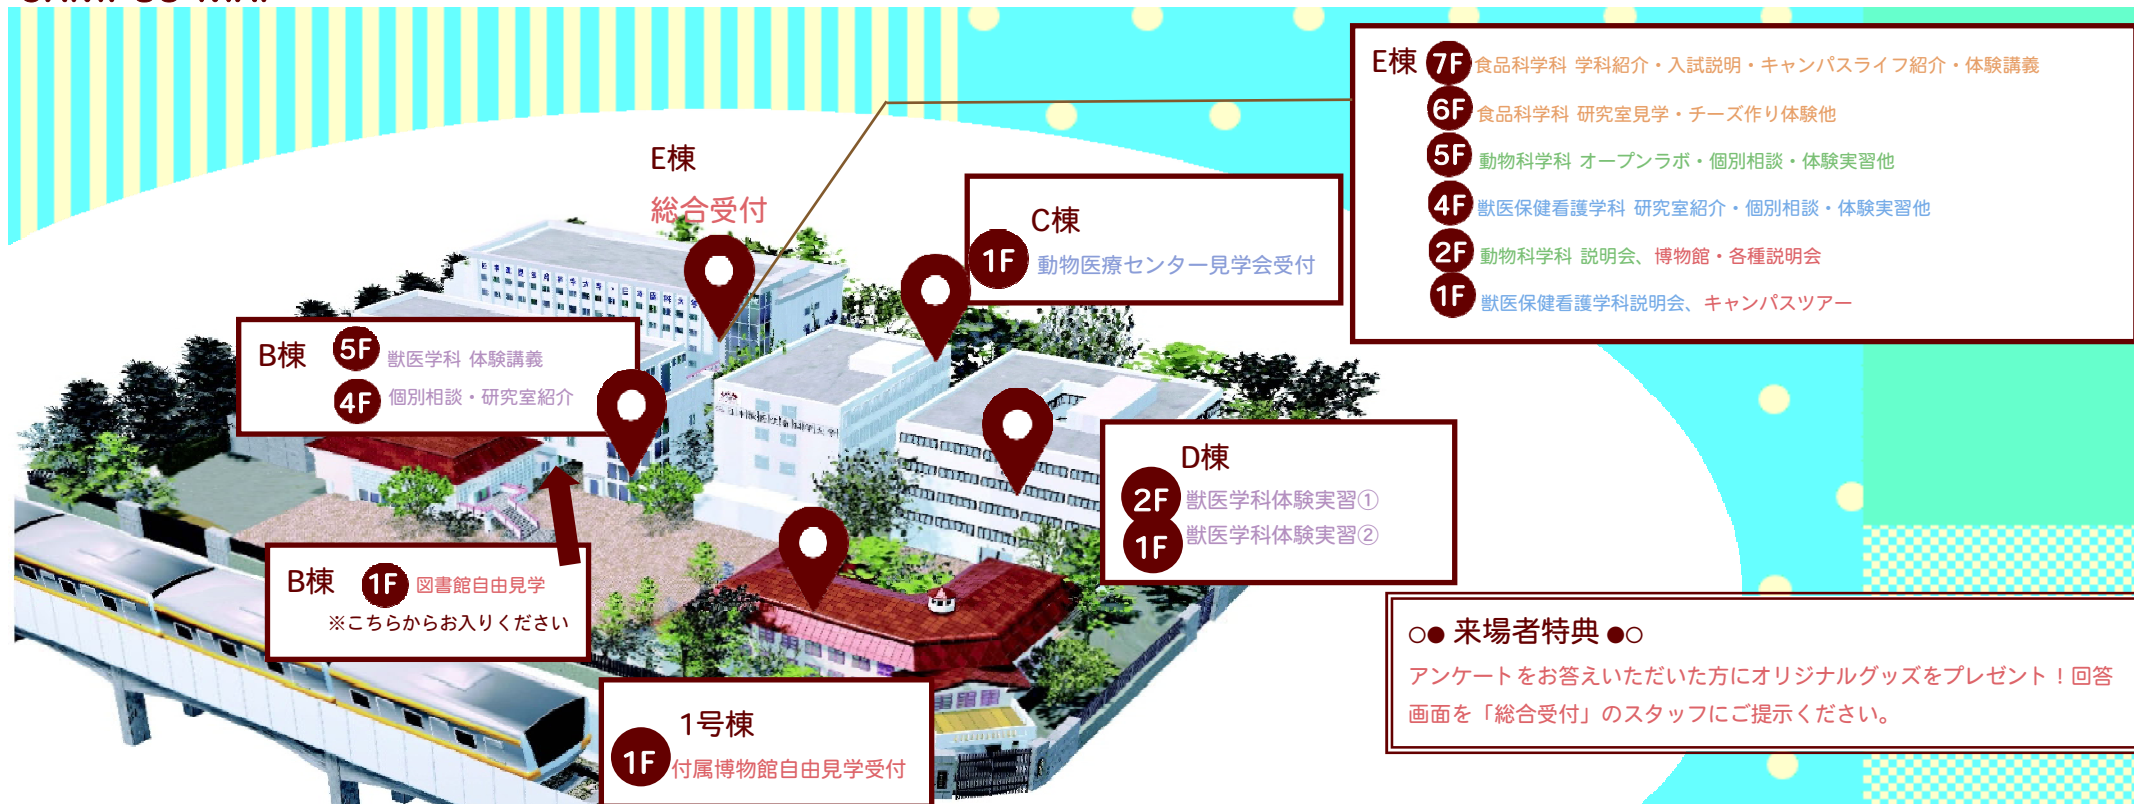 E棟 7F 食品科学科 学科紹介・入試説明・キャンパスライフ紹介・体験講義
6F 食品科学科 研究室見学・チーズ作り体験他
5F 動物科学科 オープンラボ・個別相談・体験実習他
4F 獣医保健看護学科 研究室紹介・個別相談・体験実習他
2F 動物科学科 説明会、博物館・各種説明会
1F 獣医保健看護学科説明会、キャンパスツアー
E棟
総合受付
C棟
1F 動物医療センター見学会受付
B棟 5F 獣医学科 体験講義
4F 個別相談・研究室紹介
D棟
2F 獣医学科体験実習①
1F 獣医学科体験実習②
B棟 1F 図書館自由見学
※こちらからお入りください
1号棟
1F 付属博物館自由見学受付
○● 来場者特典 ●○
アンケートをお答えいただいた方にオリジナルグッズをプレゼント！回答
画面を「総合受付」のスタッフにご提示ください。